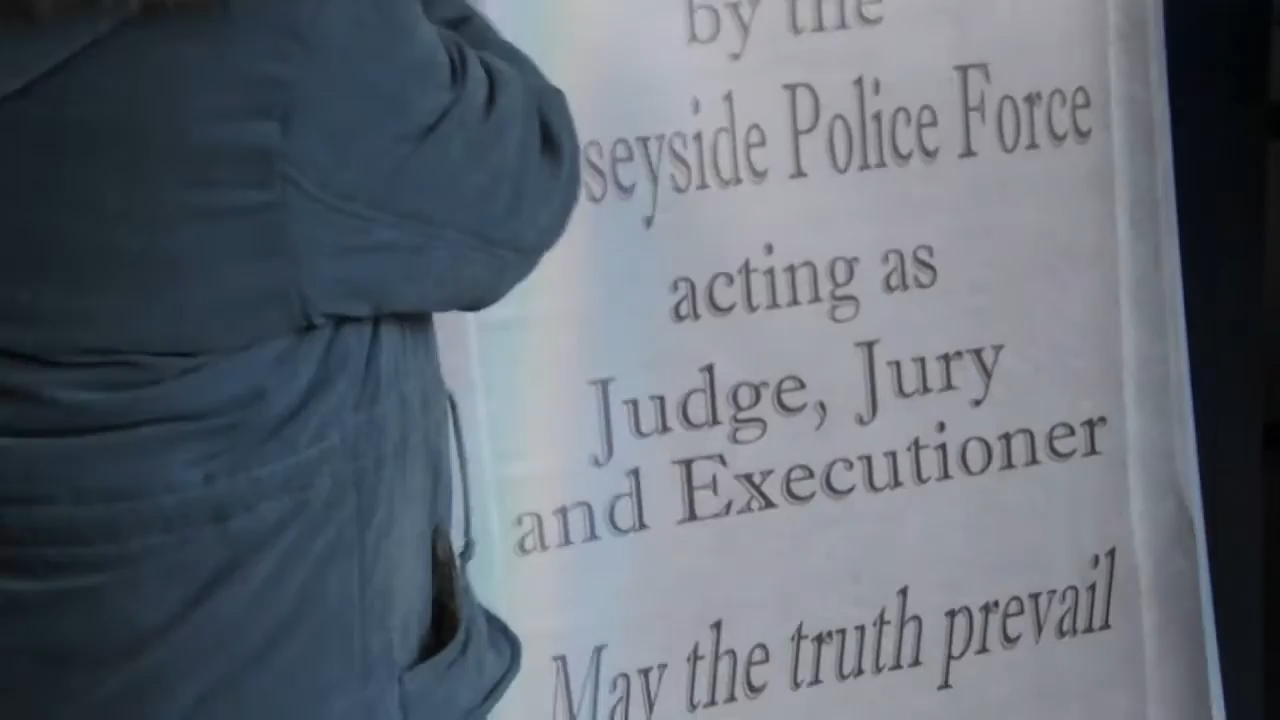 by the
seyside Police Force
acting as
Judge, Jury
and Executioner
May the truth prevail